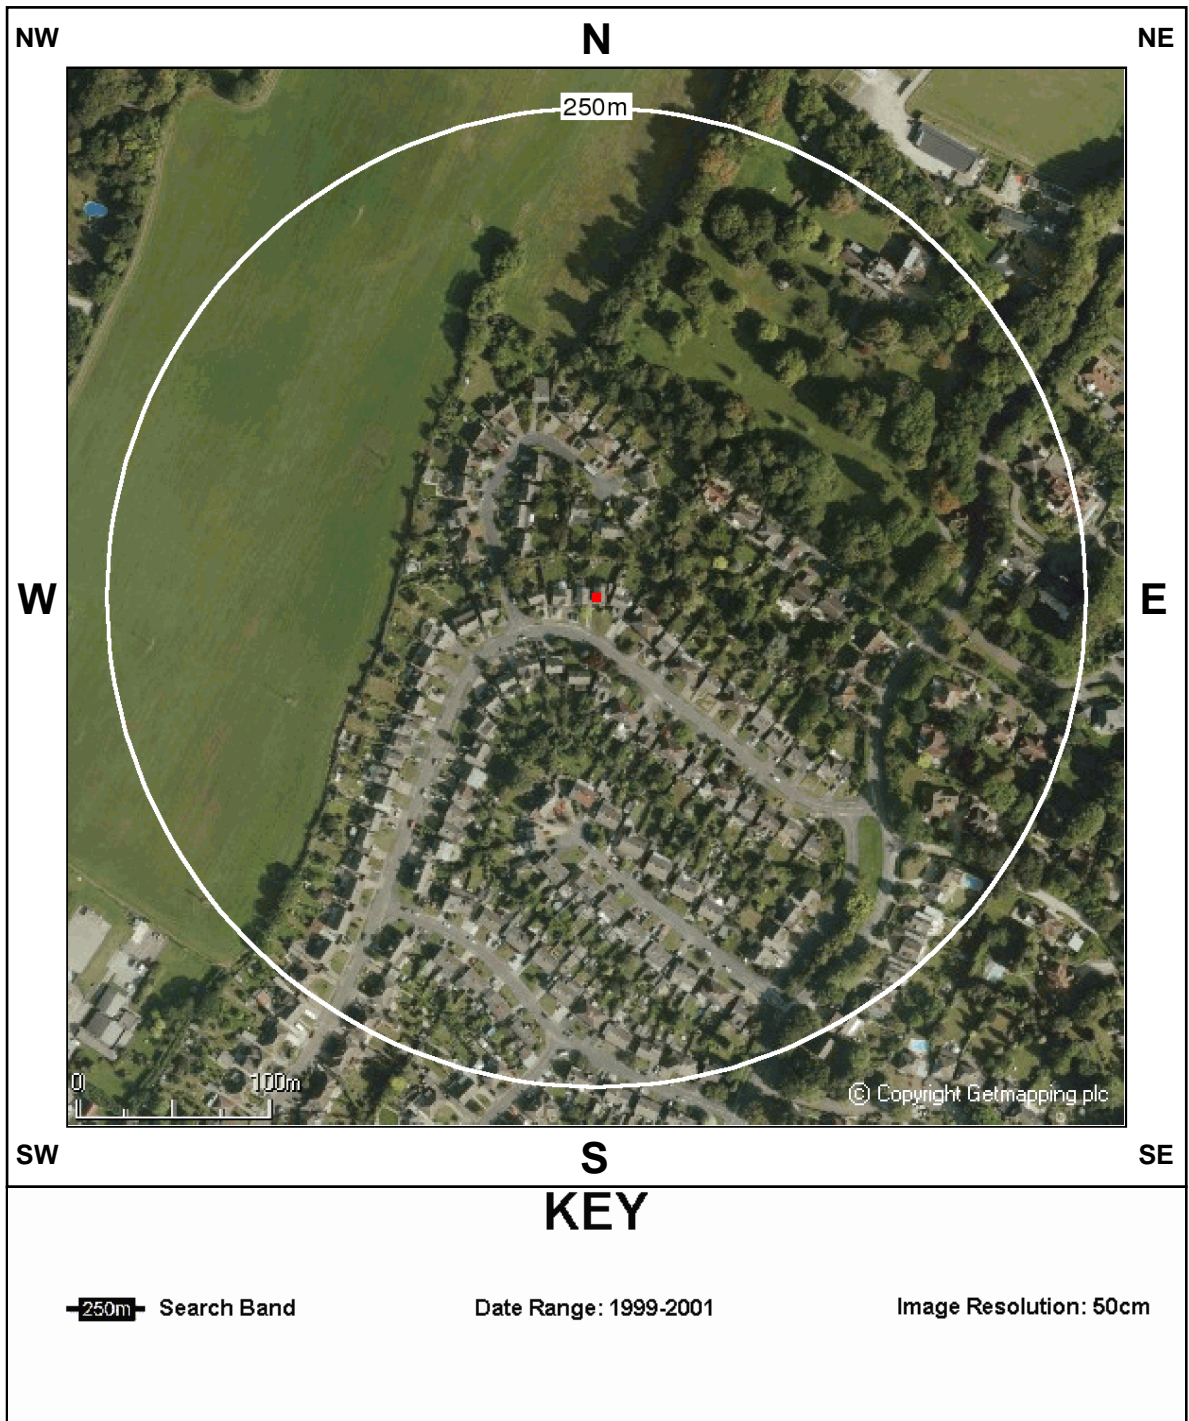 NW N NE
250m
W E
0 100m
© Copyright Getmapping plc
SW S SE
KEY
250m Search Band Date Range: 1999-2001 Image Resolution: 50cm